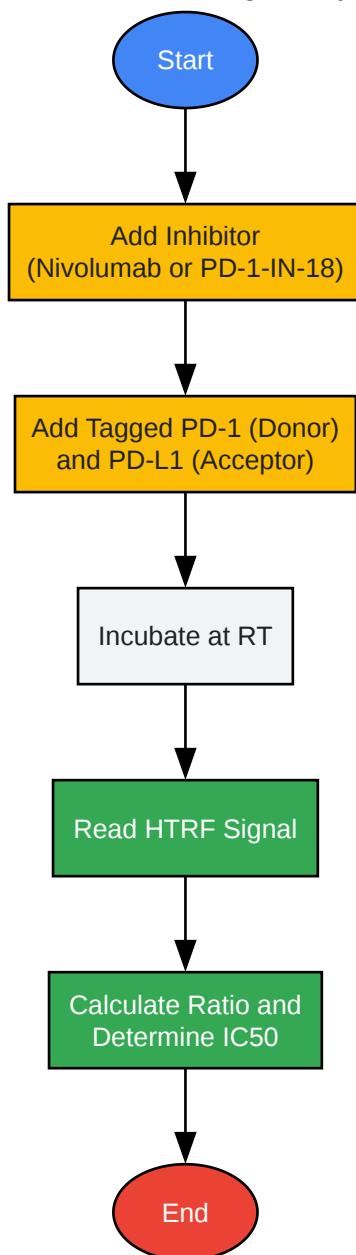 Start
Add Inhibitor
(Nivolumab or PD-1-IN-18)
Add Tagged PD-1 (Donor)
and PD-L1 (Acceptor)
Incubate at RT
Read HTRF Signal
Calculate Ratio and
Determine IC50
End